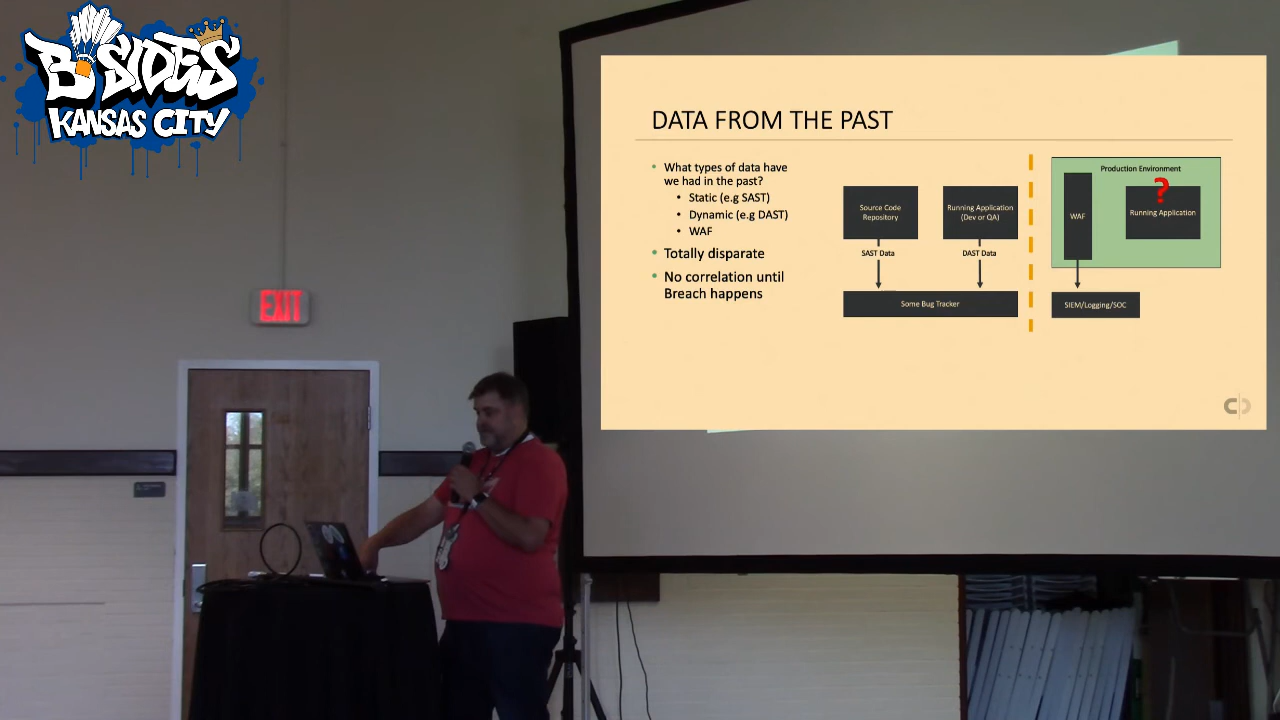 B-SIDES
KANSAS CITY
EXIT
DATA FROM THE PAST
• What types of data have
we had in the past?
• Static (e.g SAST)
• Dynamic (e.g DAST)
• WAF
• Totally disparate
• No correlation until
Breach happens
Source Code
Repository
Running Application
(Dev or QA)
SAST Data
DAST Data
Some Bug Tracker
Production Environment
WAF
?
Running Application
SIEM/Logging/SOC